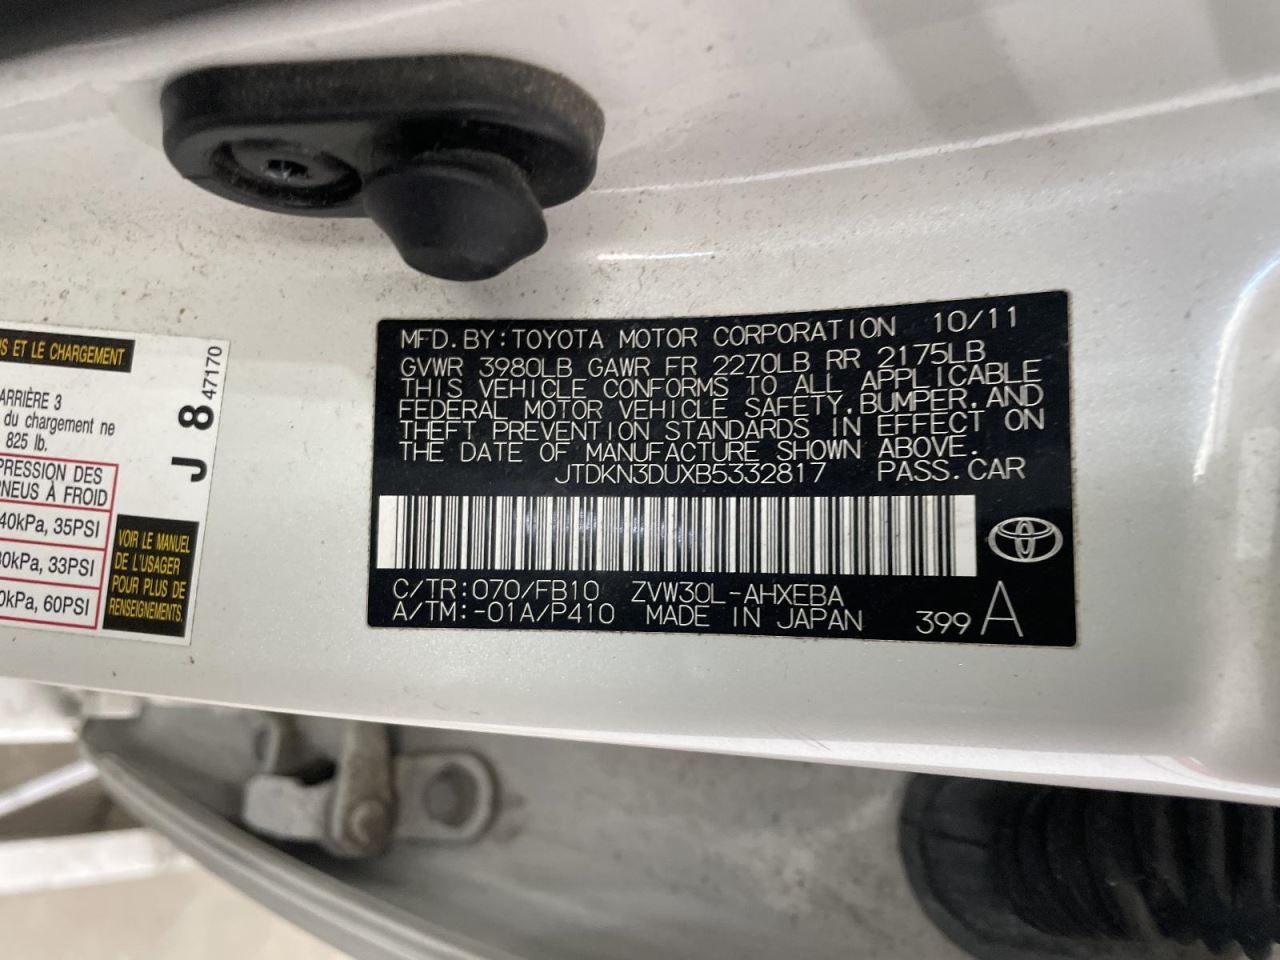 S ET LE CHARGEMENT
ARRIÈRE 3
du chargement ne
825 lb.
PRESSION DES
PNEUS À FROID
40kPa, 35PSI
30kPa, 33PSI
0kPa, 60PSI
VOIR LE MANUEL
DE L'USAGER
POUR PLUS DE
RENSEIGNEMENTS.
J 8 47170
MFD.BY:TOYOTA MOTOR CORPORATION 10/11
GVWR 3980LB GAWR FR 2270LB RR 2175LB
THIS VEHICLE CONFORMS TO ALL APPLICABLE
FEDERAL MOTOR VEHICLE SAFETY,BUMPER,AND
THEFT PREVENTION STANDARDS IN EFFECT ON
THE DATE OF MANUFACTURE SHOWN ABOVE.
JTDKN3DUXB5332817 PASS.CAR
C/TR:070/FB10 ZVW30L-AHXEBA
A/TM:-01A/P410 MADE IN JAPAN 399 A